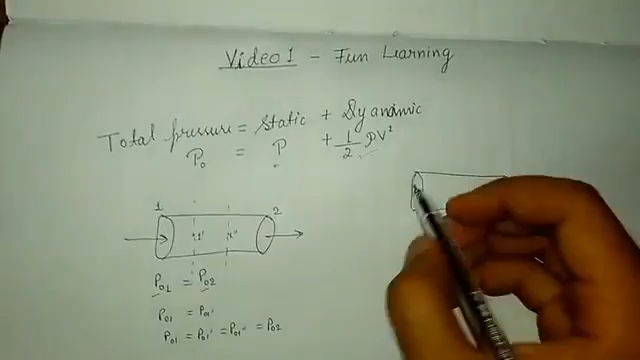 Video 1 - Fun Learning
Total pressure = static + Dyanamic
P₀ = P + 1/2 ρV²
1 2
1' 1''
P₀₁ = P₀₂
P₀₁ = P₀₁'
P₀₁ = P₀₁' = P₀₁'' = P₀₂